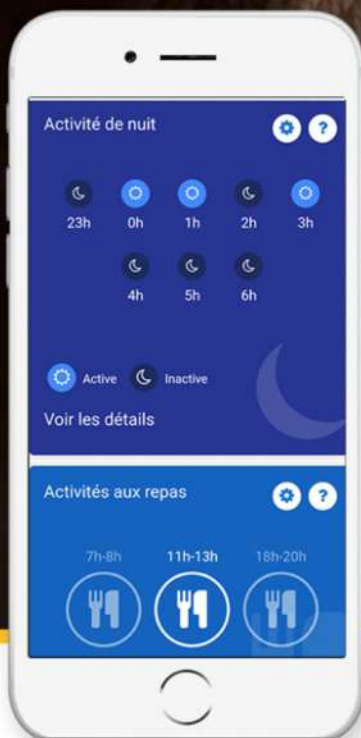 Activité de nuit
?
23h 0h 1h 2h 3h
4h 5h 6h
Active Inactive
Voir les détails
Activités aux repas
?
7h-8h 11h-13h 18h-20h